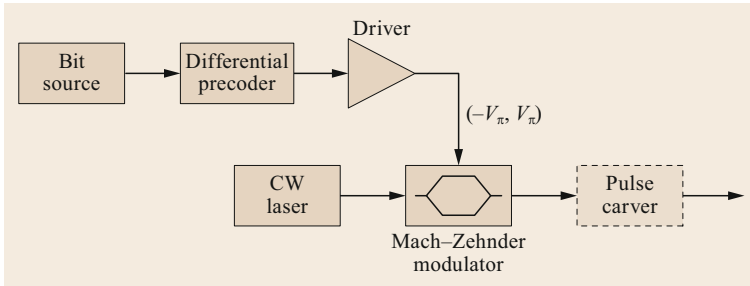 Driver
Bit
source
Differential
precoder
(–Vπ, Vπ)
CW
laser
Pulse
carver
Mach–Zehnder
modulator